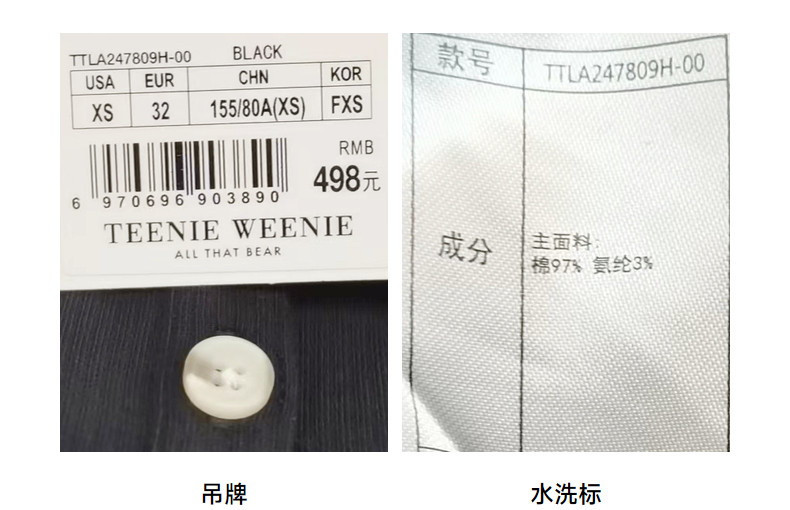 TTLA247809H-00 BLACK
USA EUR CHN KOR
XS 32 155/80A(XS) FXS
RMB
498元
6 970696 903890
TEENIE WEENIE
ALL THAT BEAR
款号 TTLA247809H-00
成分 主面料:
棉97% 氨纶3%
吊牌 水洗标